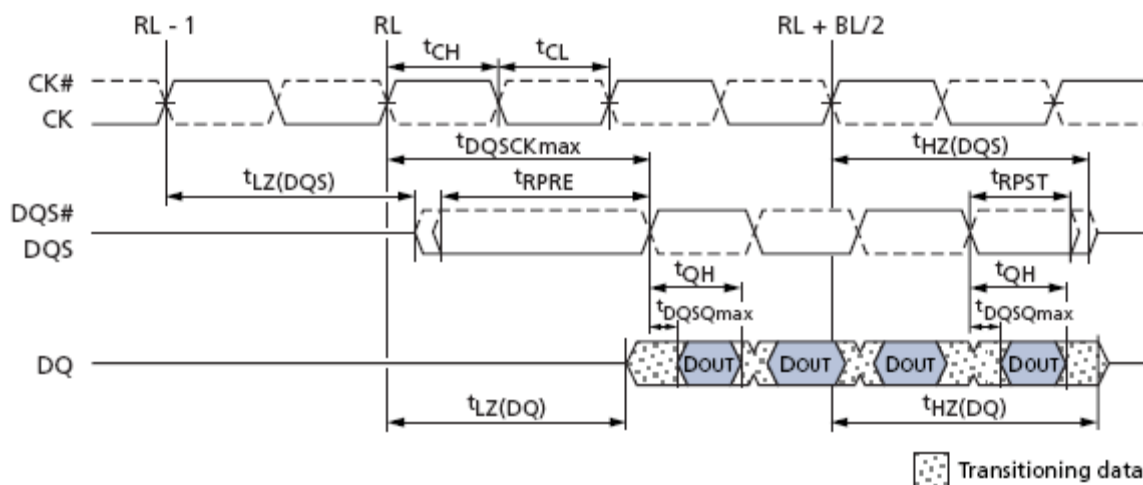 RL - 1 RL RL + BL/2
tCH tCL
CK#
CK
tDQSCKmax tHZ(DQS)
tLZ(DQS) tRPRE tRPST
DQS#
DQS
tQH tQH
tDQSQmax tDQSQmax
DQ DOUT DOUT DOUT DOUT
tLZ(DQ) tHZ(DQ)
Transitioning data